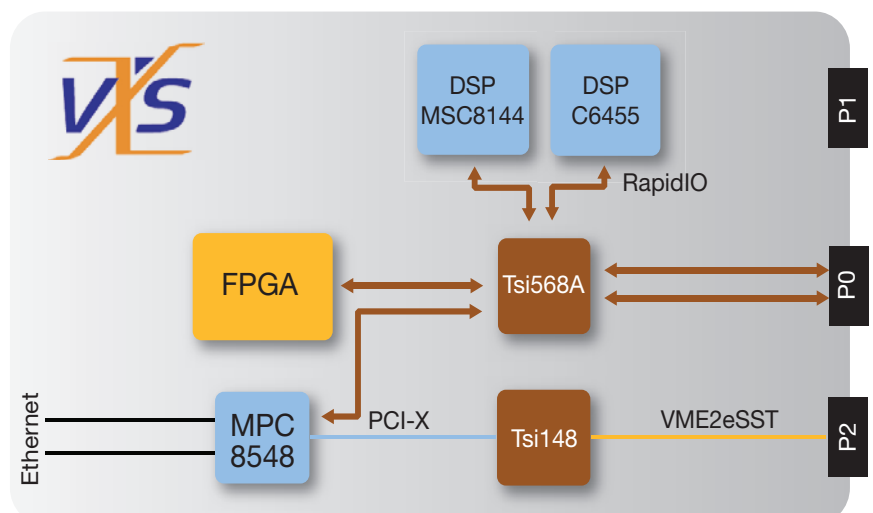 VXS
DSP
MSC8144
DSP
C6455
P1
RapidIO
FPGA
Tsi568A
P0
Ethernet
MPC
8548
PCI-X
Tsi148
VME2eSST
P2